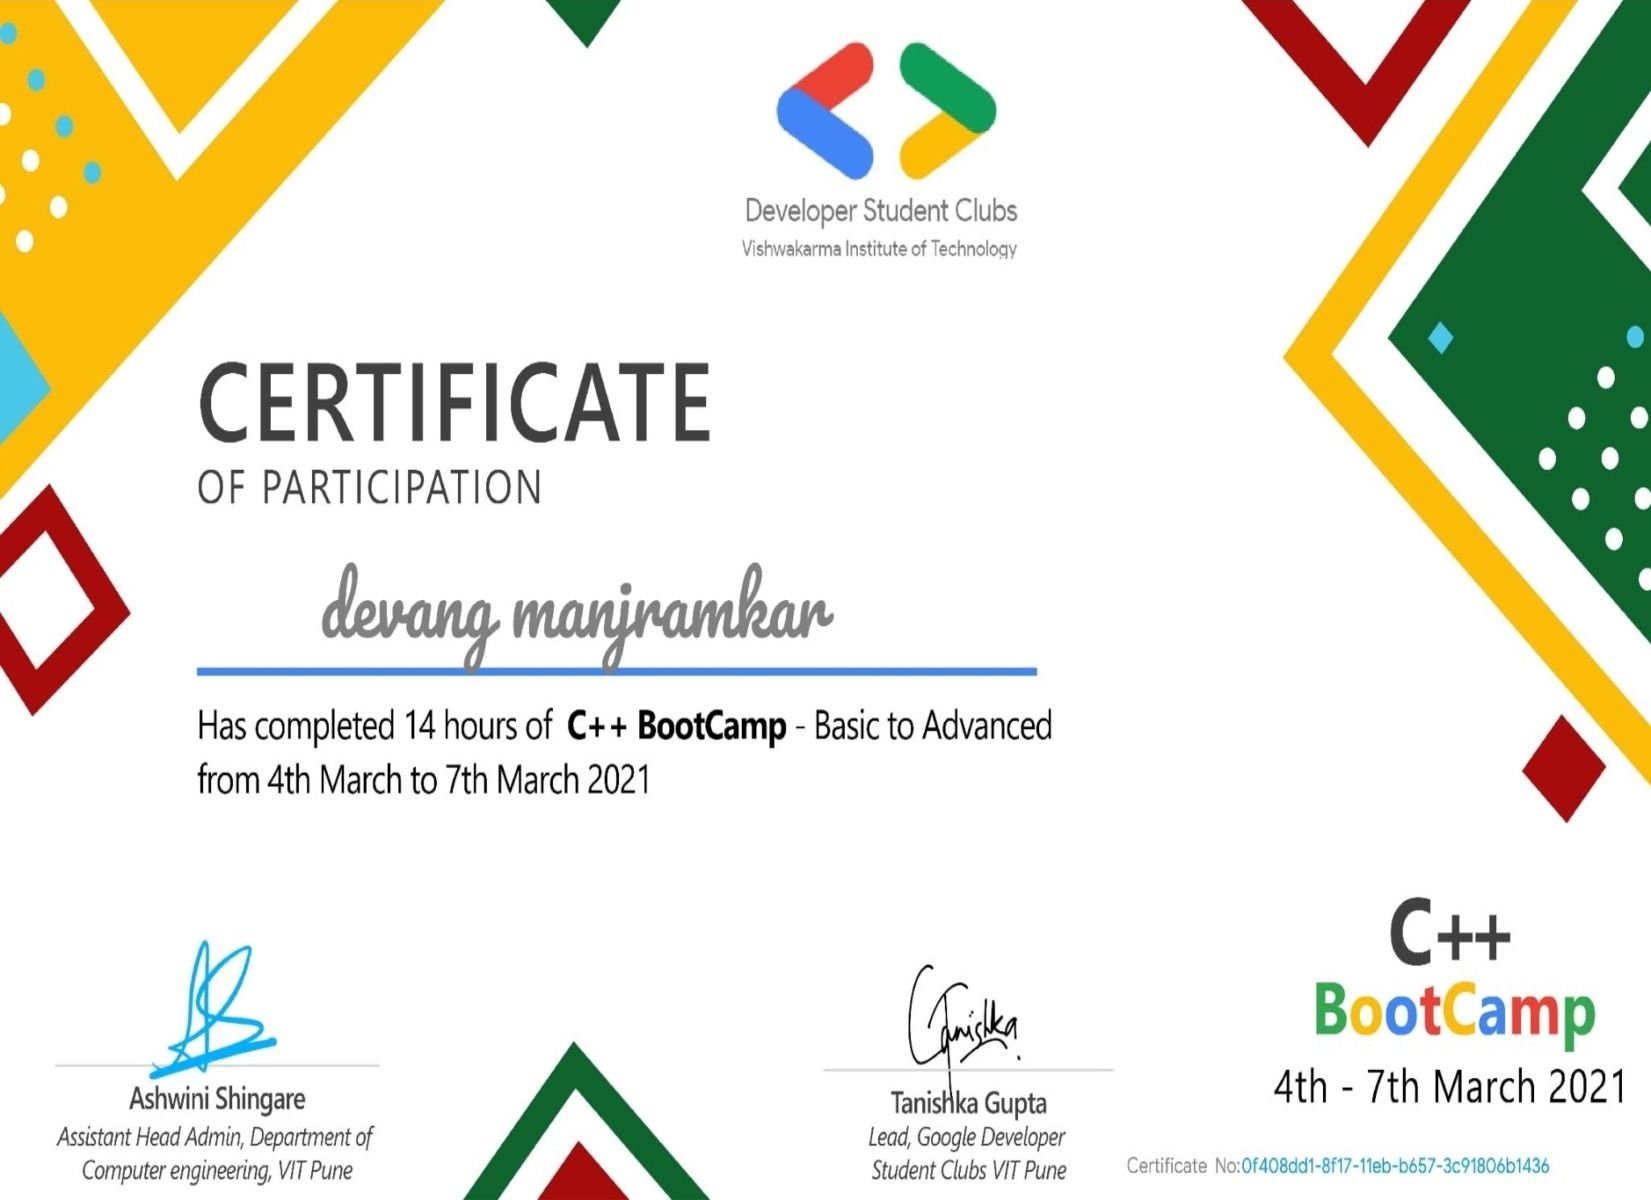 Developer Student Clubs
Vishwakarma Institute of Technology
CERTIFICATE
OF PARTICIPATION
devang manjramkar
Has completed 14 hours of C++ BootCamp - Basic to Advanced
from 4th March to 7th March 2021
Tanishka
Ashwini Shingare
Assistant Head Admin, Department of
Computer engineering, VIT Pune
Tanishka Gupta
Lead, Google Developer
Student Clubs VIT Pune
C++
BootCamp
4th - 7th March 2021
Certificate No:0f408dd1-8f17-11eb-b657-3c91806b1436